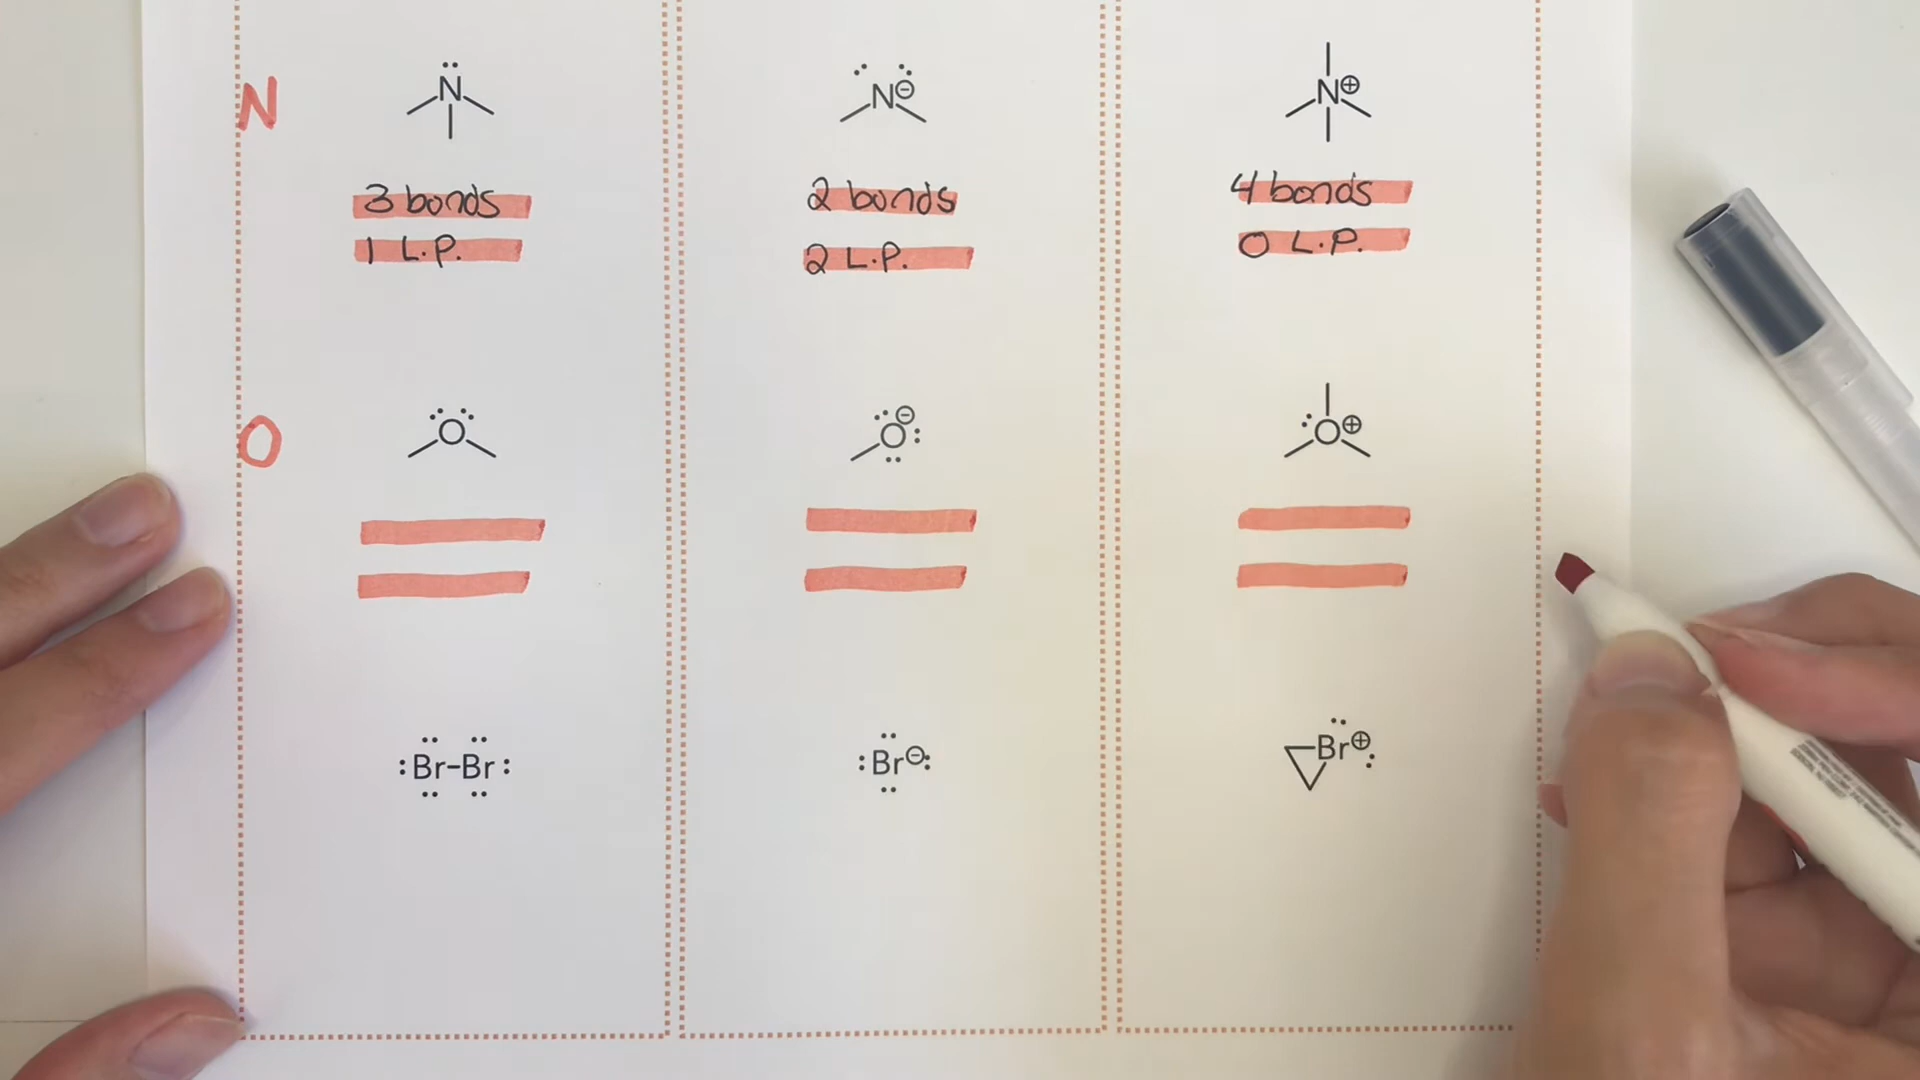 N
N
N⊖
N⊕
3 bonds
1 L.P.
2 bonds
2 L.P.
4 bonds
0 L.P.
O
O
O⊖
O⊕
:Br-Br:
:Br⊖:
Br⊕